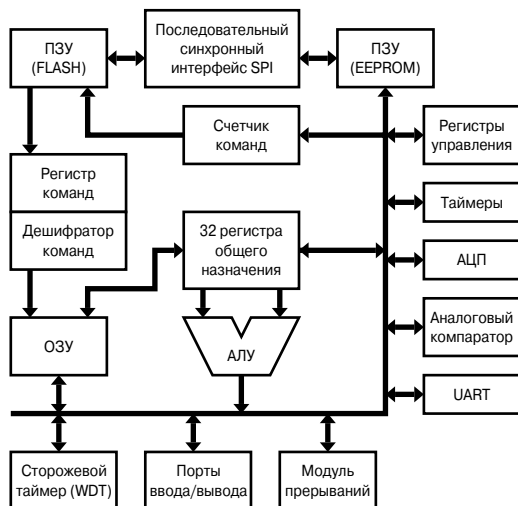 ПЗУ
(FLASH)
Последовательный
синхронный
интерфейс SPI
ПЗУ
(EEPROM)
Счетчик
команд
Регистры
управления
Регистр
команд
Дешифратор
команд
32 регистра
общего
назначения
Таймеры
АЦП
ОЗУ
АЛУ
Аналоговый
компаратор
UART
Сторожевой
таймер (WDT)
Порты
ввода/вывода
Модуль
прерываний